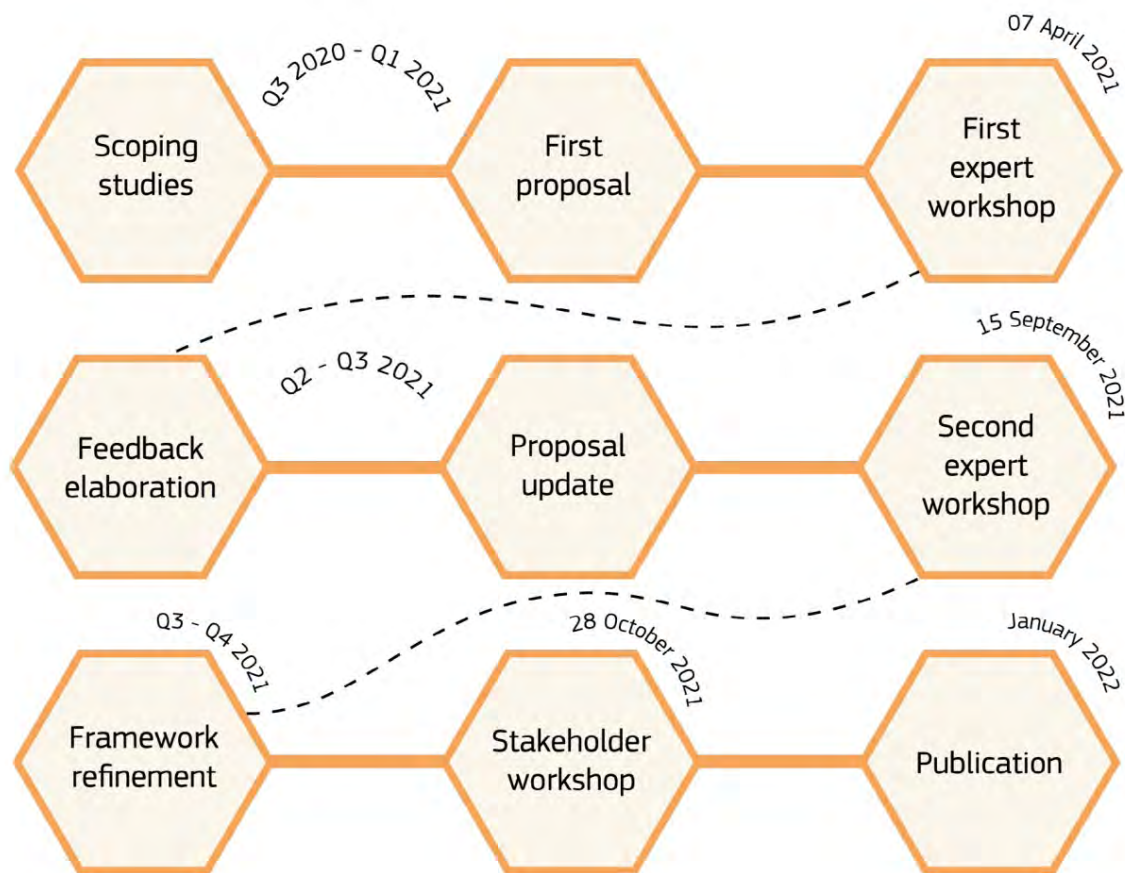 Q3 2020 - Q1 2021
07 April 2021
Scoping
studies
First
proposal
First
expert
workshop
Q2 - Q3 2021
15 September 2021
Feedback
elaboration
Proposal
update
Second
expert
workshop
Q3 - Q4 2021
28 October 2021
January 2022
Framework
refinement
Stakeholder
workshop
Publication